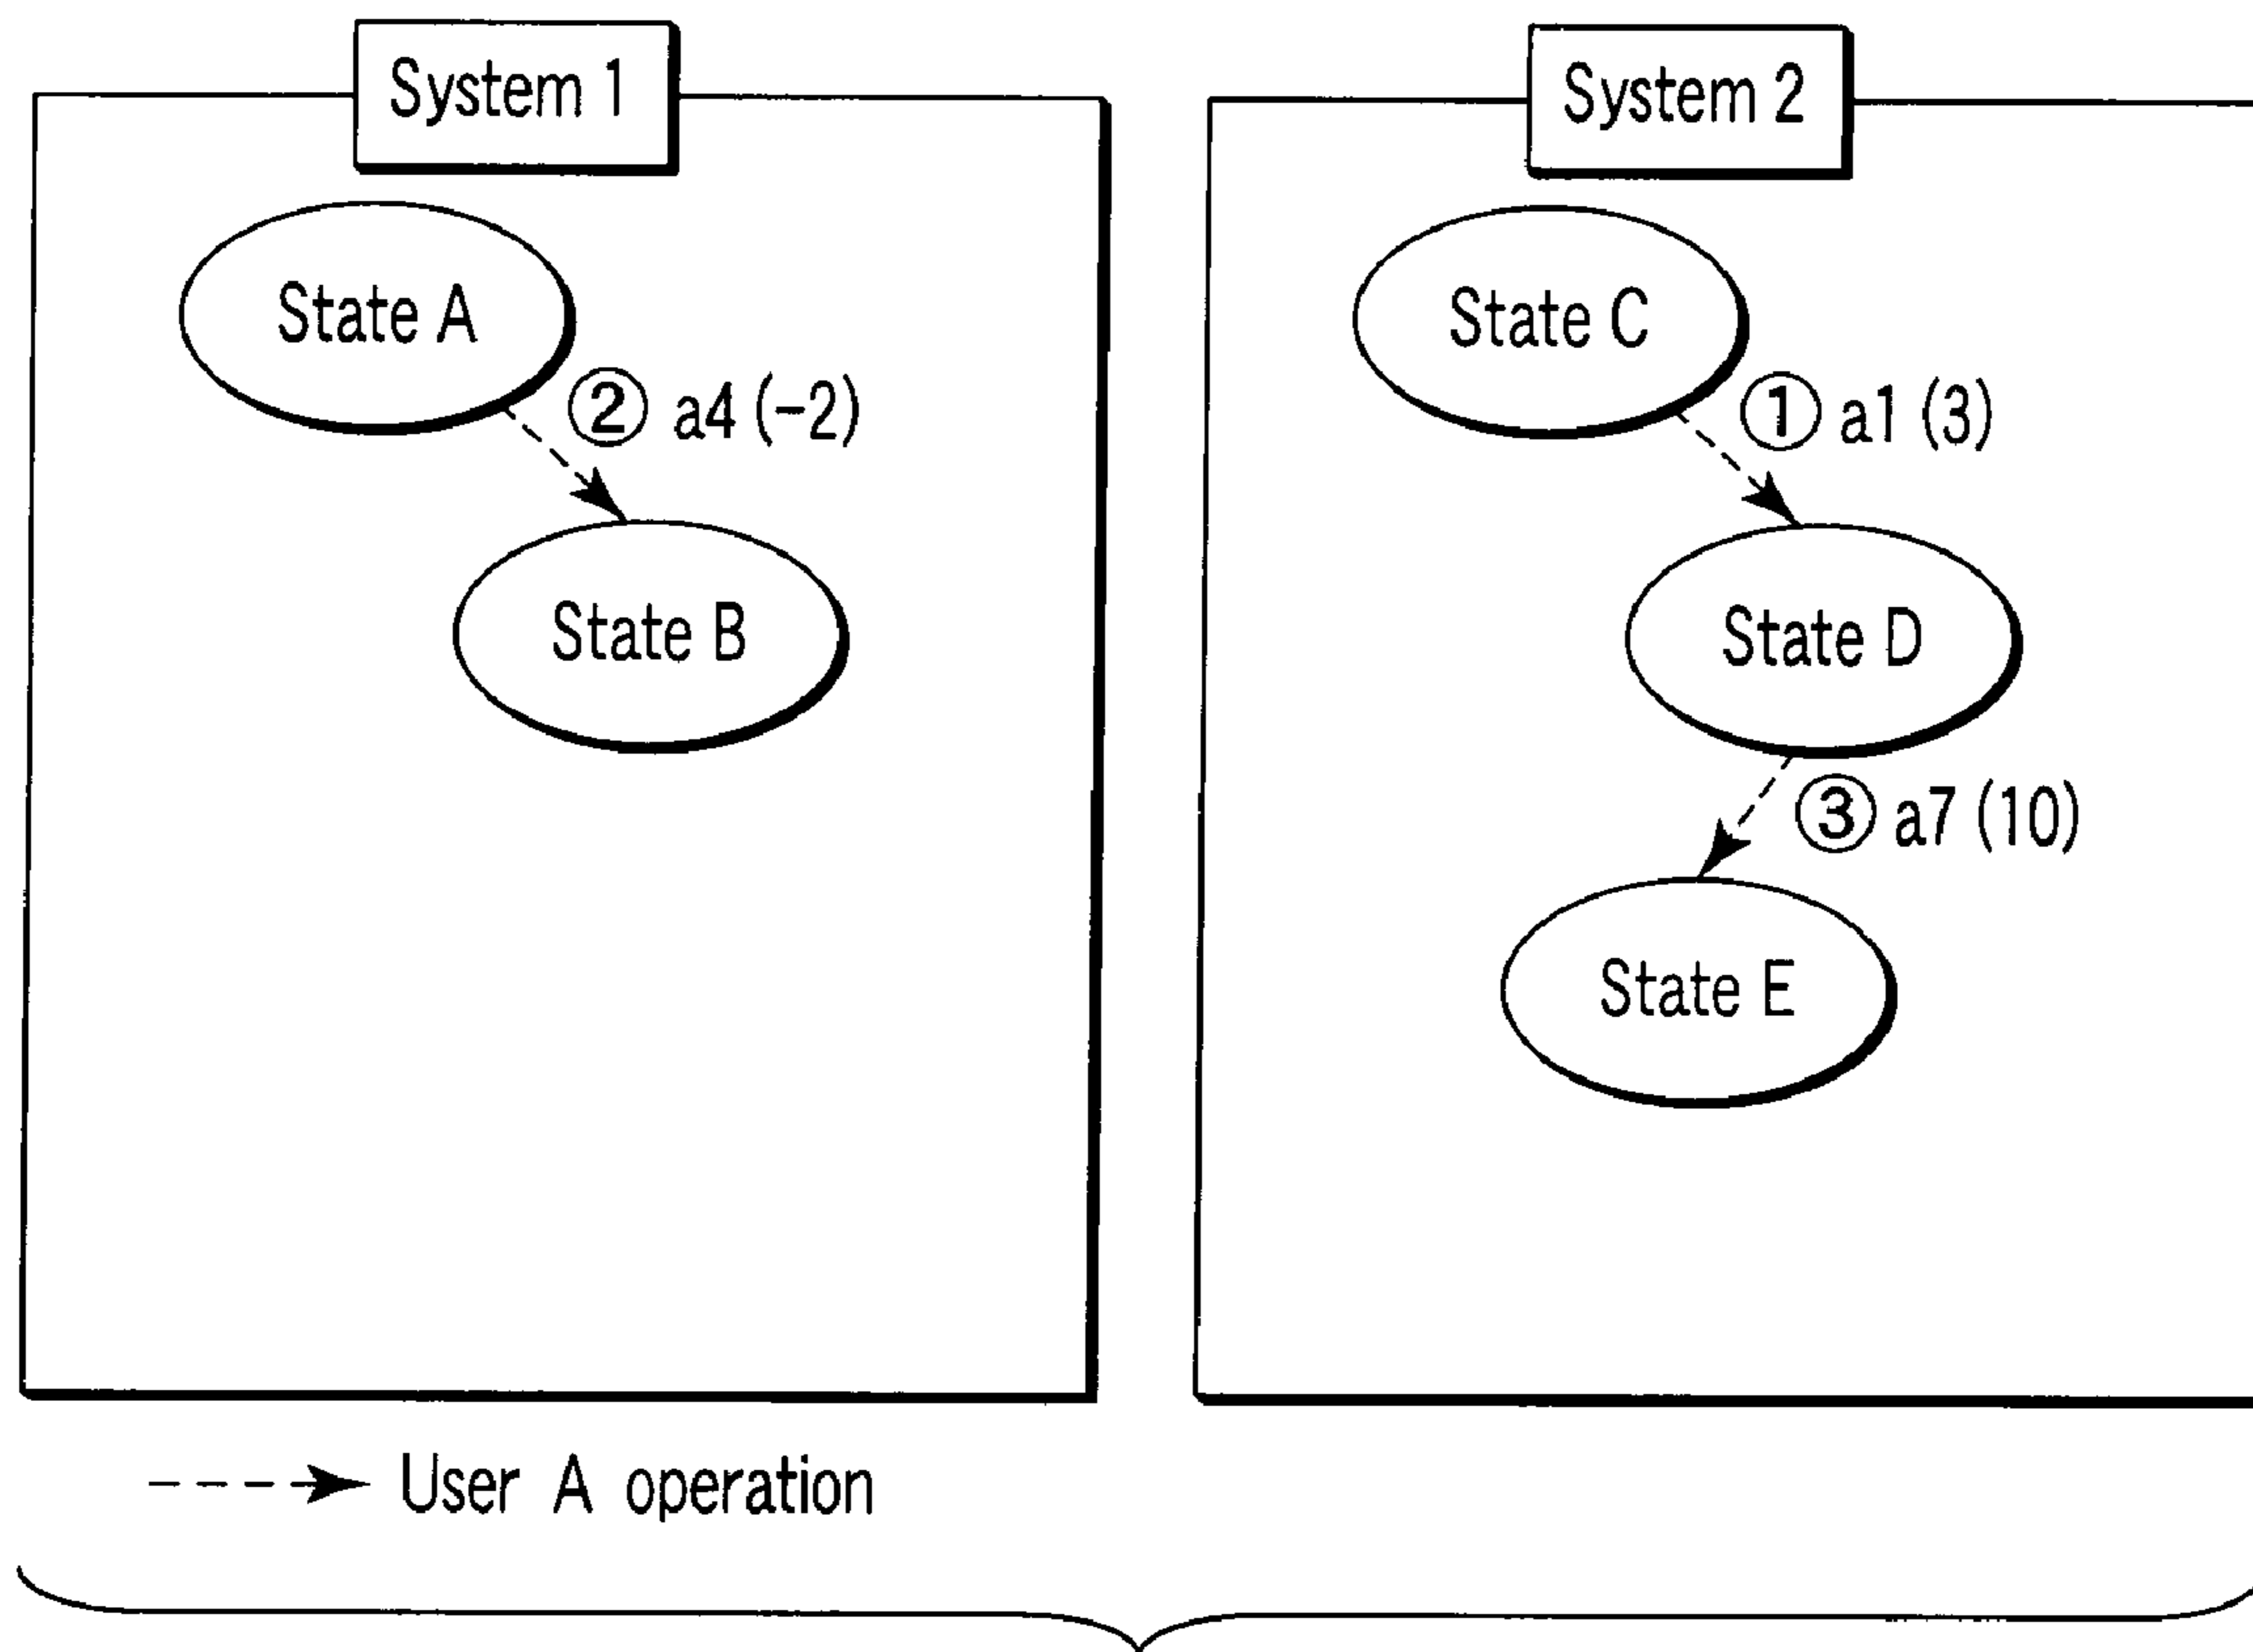 System 1
State A
② a4 (-2)
State B
System 2
State C
① a1 (3)
State D
③ a7 (10)
State E
User A operation